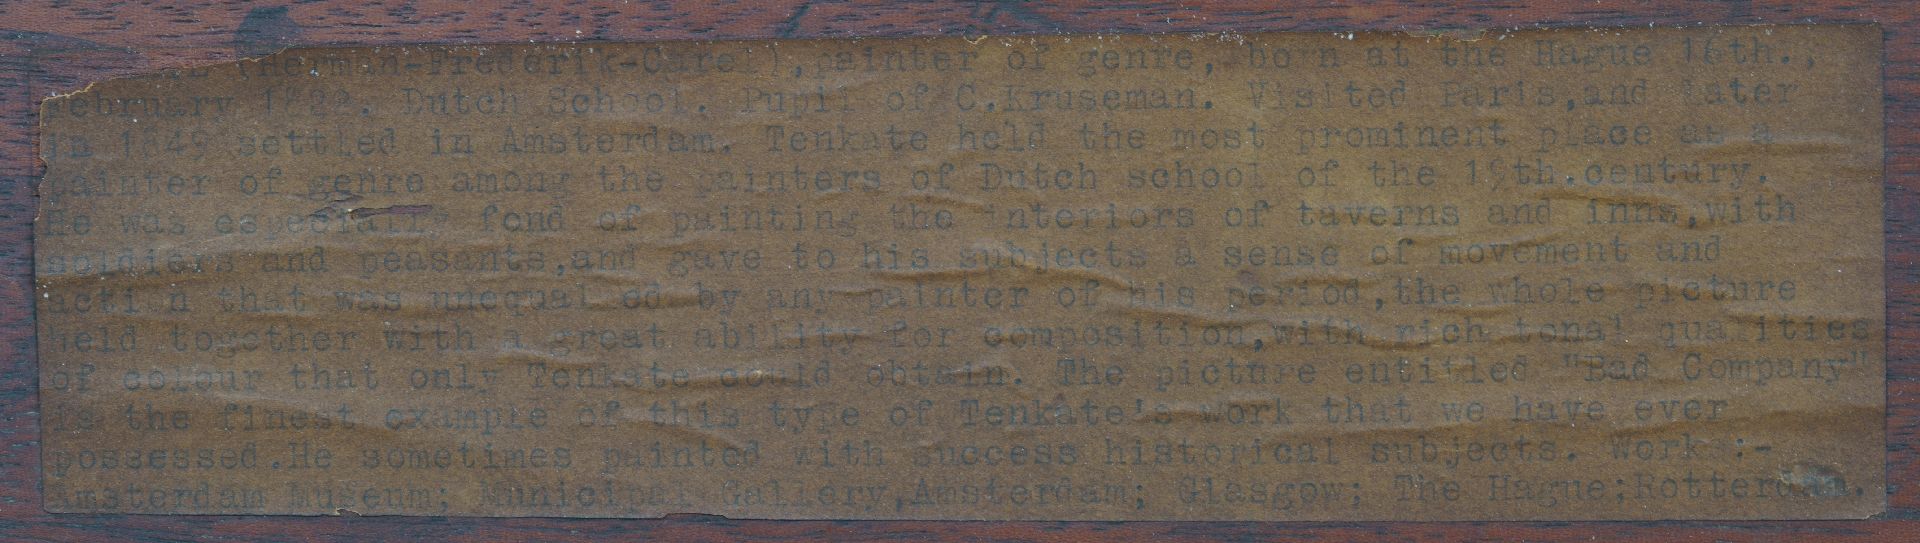 (Herman-Frederik-Carel),painter of genre, born at the Hague 16th.,
February 1822. Dutch School. Pupil of C.Kruseman. Visited Paris,and later
in 1849 settled in Amsterdam. Tenkate held the most prominent place as a
painter of genre among the painters of Dutch school of the 19th.century.
He was especially fond of painting the interiors of taverns and inns,with
soldiers and peasants,and gave to his subjects a sense of movement and
action that was unequalled by any painter of his period,the whole picture
held together with a great ability for composition,with rich tonal qualities
of colour that only Tenkate could obtain. The picture entitled "Bad Company"
is the finest example of this type of Tenkate's work that we have ever
possessed.He sometimes painted with success historical subjects. Works:-
Amsterdam Museum; Municipal Gallery,Amsterdam; Glasgow; The Hague;Rotterdam.